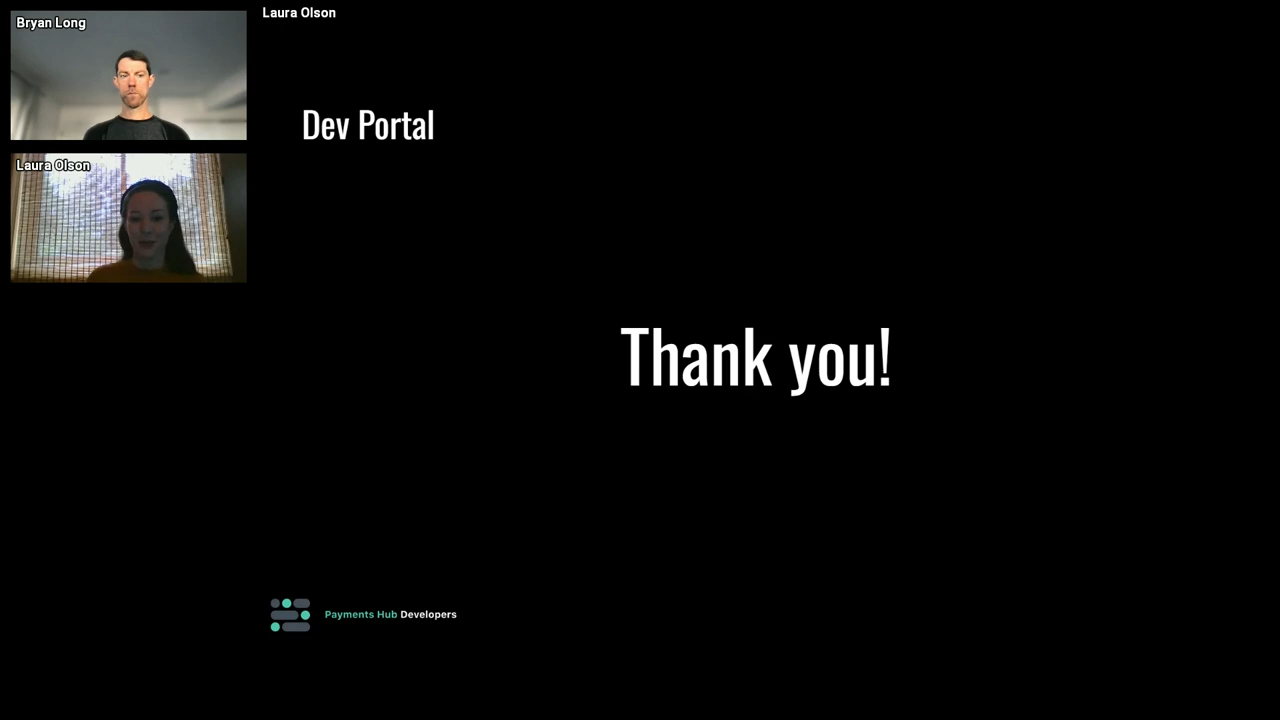 Bryan Long
Laura Olson
Laura Olson
Dev Portal
Thank you!
Payments Hub Developers